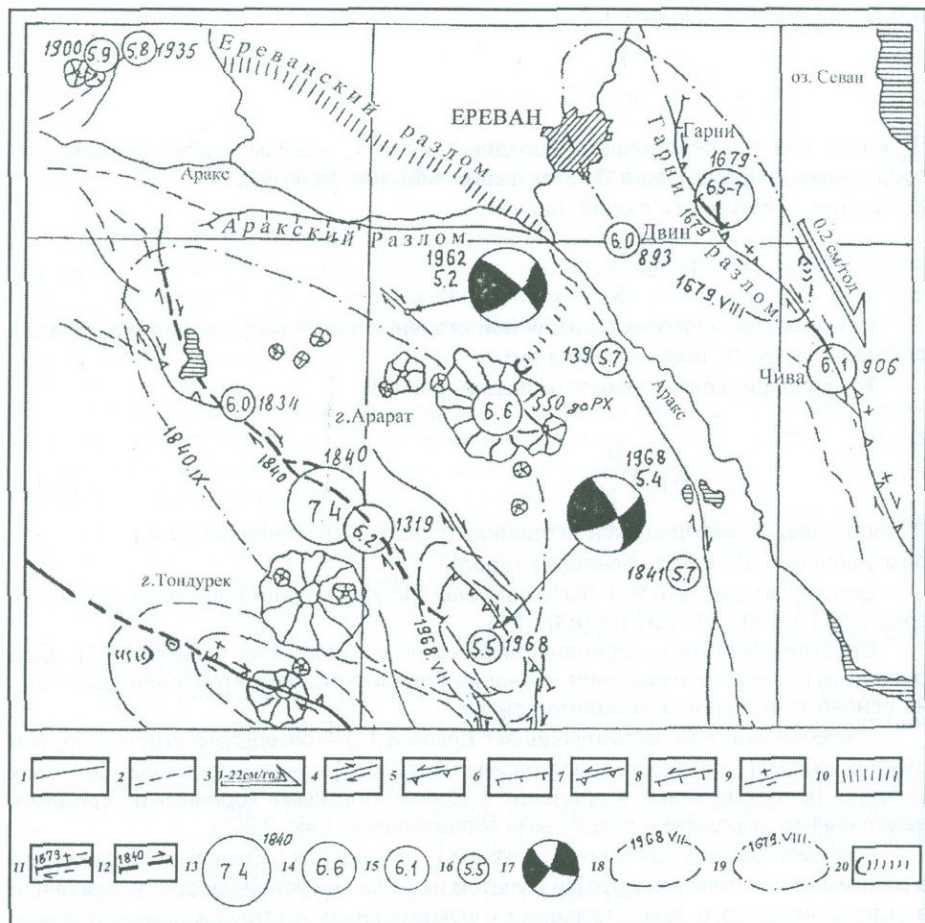 1900 5.9 5.8 1935
Ереванский разлом
оз. Севан
ЕРЕВАН
Гарни
Гарни
1679
6.5-7
1679
разлом
Аракс
Аракский Разлом
6.0 Двин
893
0.2 см/год
1962
5.2
1679.VIII
139 5.7
Чива 6.1 906
Аракс
6.0 1834
г.Арарат
6.6 1350 до РХ
1840.IX
1840
1840
7.4
1319
1968
5.4
1841 5.7
г.Тондурек
1968.VII
5.5 1968
1 2 3 1-22см/год 4 5 6 7 8 9 10
11 1879 12 1840 13 7.4 1840 14 6.6 15 6.1 16 5.5 17 18 1968.VII. 19 1679.VIII. 20